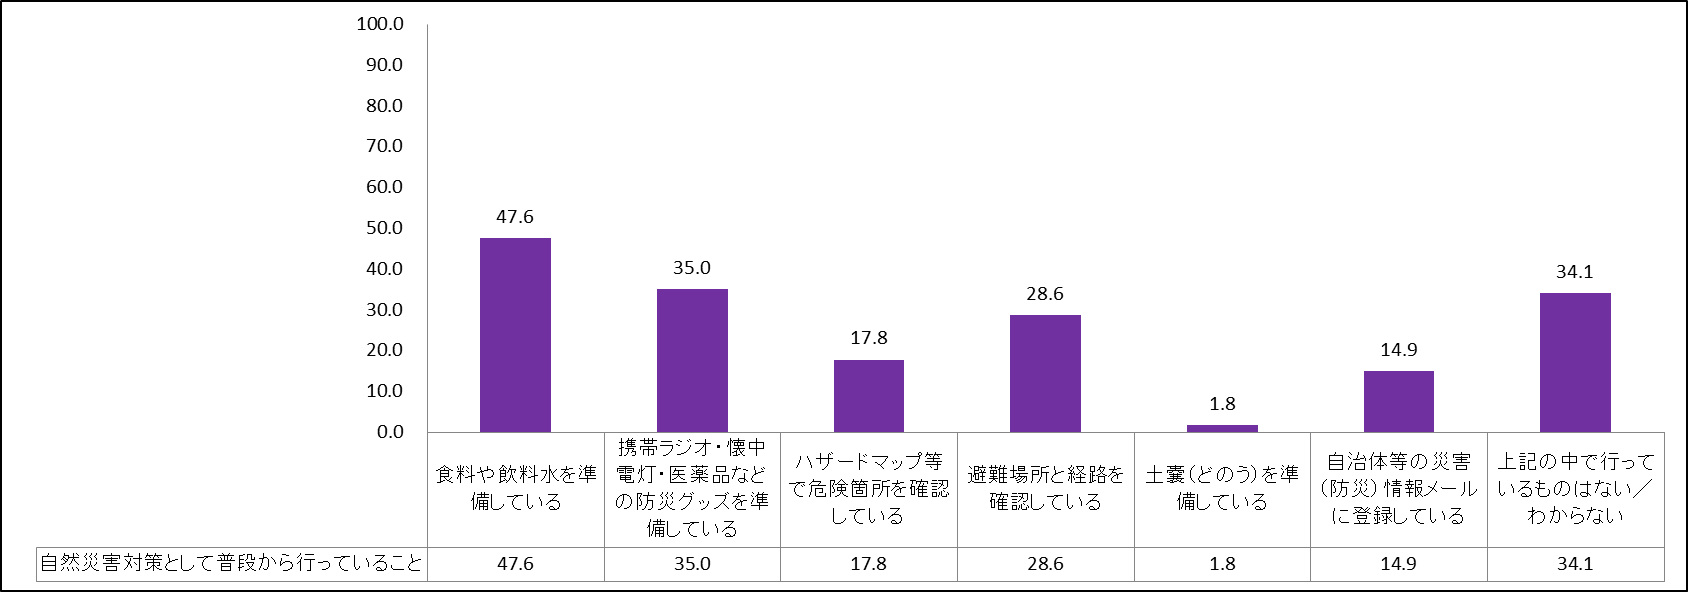 100.0
90.0
80.0
70.0
60.0
50.0
40.0
30.0
20.0
10.0
0.0
47.6
35.0
17.8
28.6
1.8
14.9
34.1
食料や飲料水を準
備している
携帯ラジオ・懐中
電灯・医薬品など
の防災グッズを準
備している
ハザードマップ等
で危険箇所を確認
している
避難場所と経路を
確認している
土嚢（どのう）を準
備している
自治体等の災害
（防災）情報メール
に登録している
上記の中で行って
いるものはない／
わからない
自然災害対策として普段から行っていること 47.6 35.0 17.8 28.6 1.8 14.9 34.1